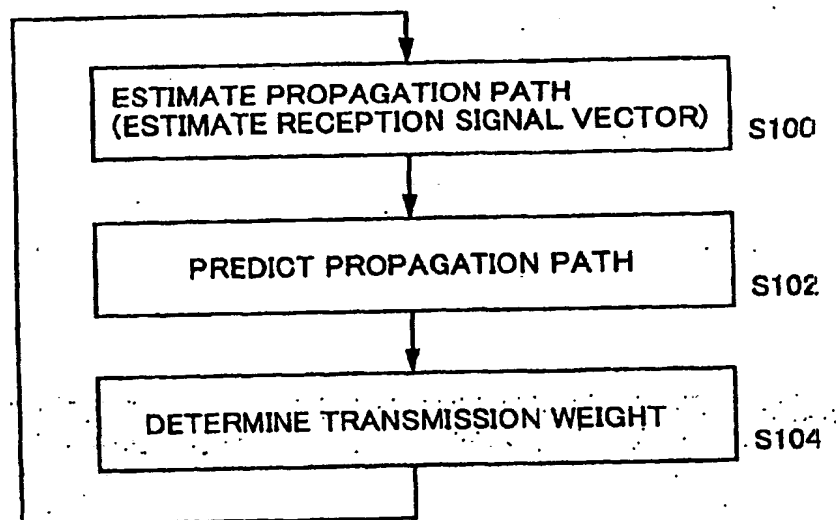 ESTIMATE PROPAGATION PATH
(ESTIMATE RECEPTION SIGNAL VECTOR)
S100
PREDICT PROPAGATION PATH
S102
DETERMINE TRANSMISSION WEIGHT
S104